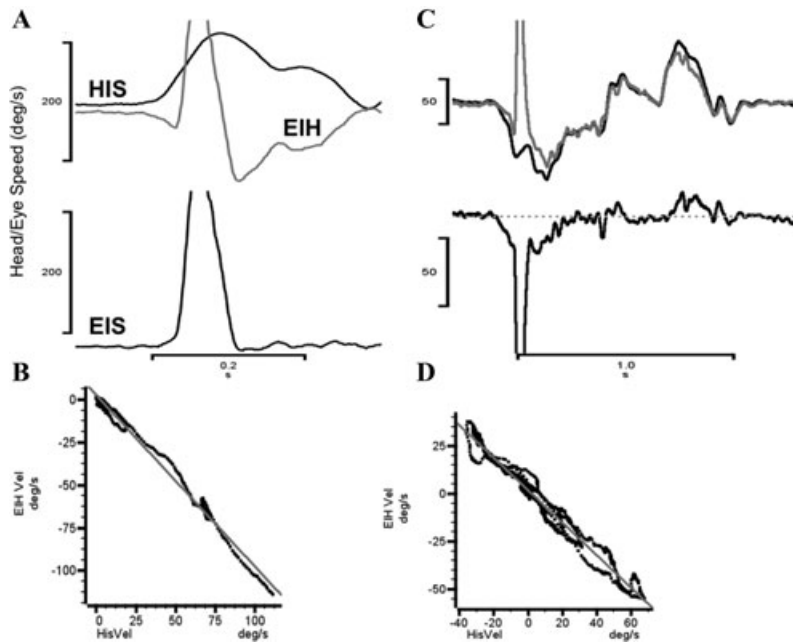 A
C
200
HIS
EIH
50
Head/Eye Speed (deg/s)
200
EIS
50
0.2
s
1.0
s
B
D
0
-25
-50
-75
-100
EIH Vel
deg/s
0 25 50 75 100
HisVel deg/s
25
0
-25
-50
EIH Vel
deg/s
-40 -20 0 20 40 60
HisVel deg/s